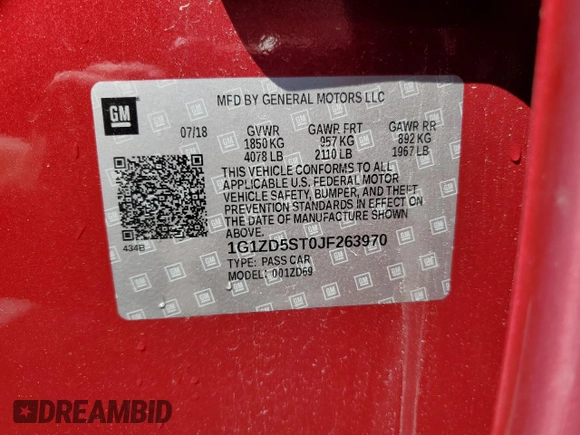 GM
MFD BY GENERAL MOTORS LLC
07/18 GVWR GAWR FRT GAWR RR
1850 KG 957 KG 892 KG
4078 LB 2110 LB 1967 LB
THIS VEHICLE CONFORMS TO ALL
APPLICABLE U.S. FEDERAL MOTOR
VEHICLE SAFETY, BUMPER, AND THEFT
PREVENTION STANDARDS IN EFFECT ON
THE DATE OF MANUFACTURE SHOWN
ABOVE.
434B
1G1ZD5ST0JF263970
TYPE: PASS CAR
MODEL: 001ZD69
DREAMBID